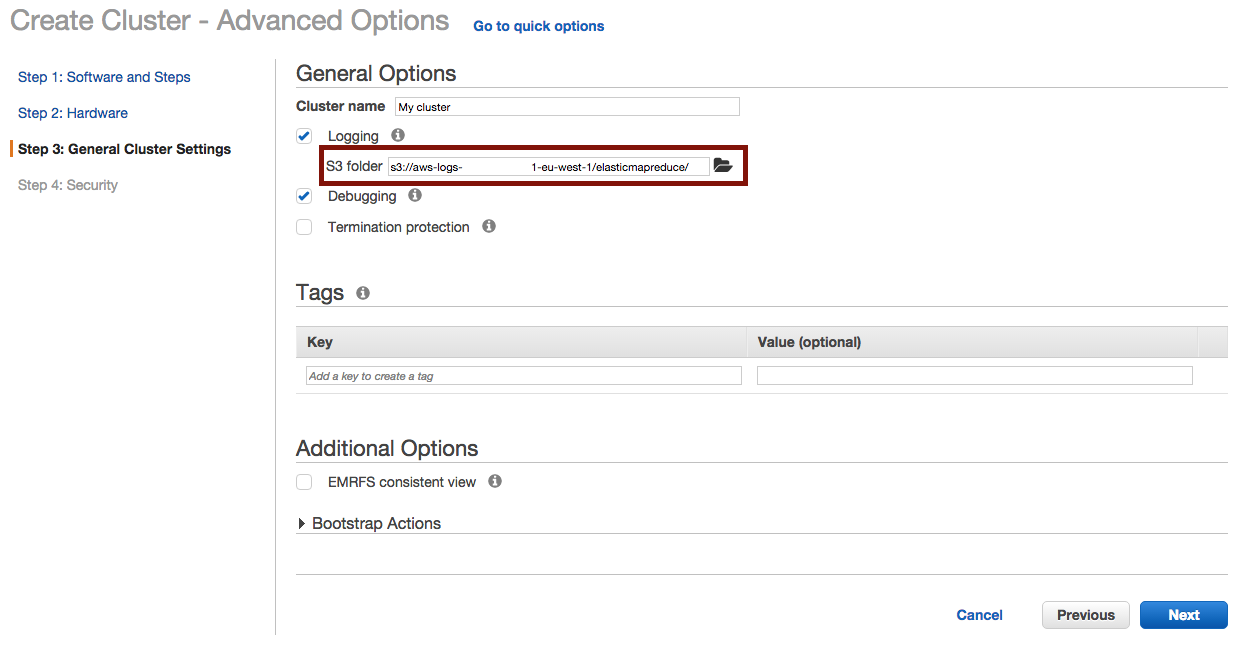 Create Cluster - Advanced Options Go to quick options
Step 1: Software and Steps
Step 2: Hardware
Step 3: General Cluster Settings
Step 4: Security
General Options
Cluster name My cluster
Logging
S3 folder s3://aws-logs- 1-eu-west-1/elasticmapreduce/
Debugging
Termination protection
Tags
Key Value (optional)
Add a key to create a tag
Additional Options
EMRFS consistent view
Bootstrap Actions
Cancel Previous Next